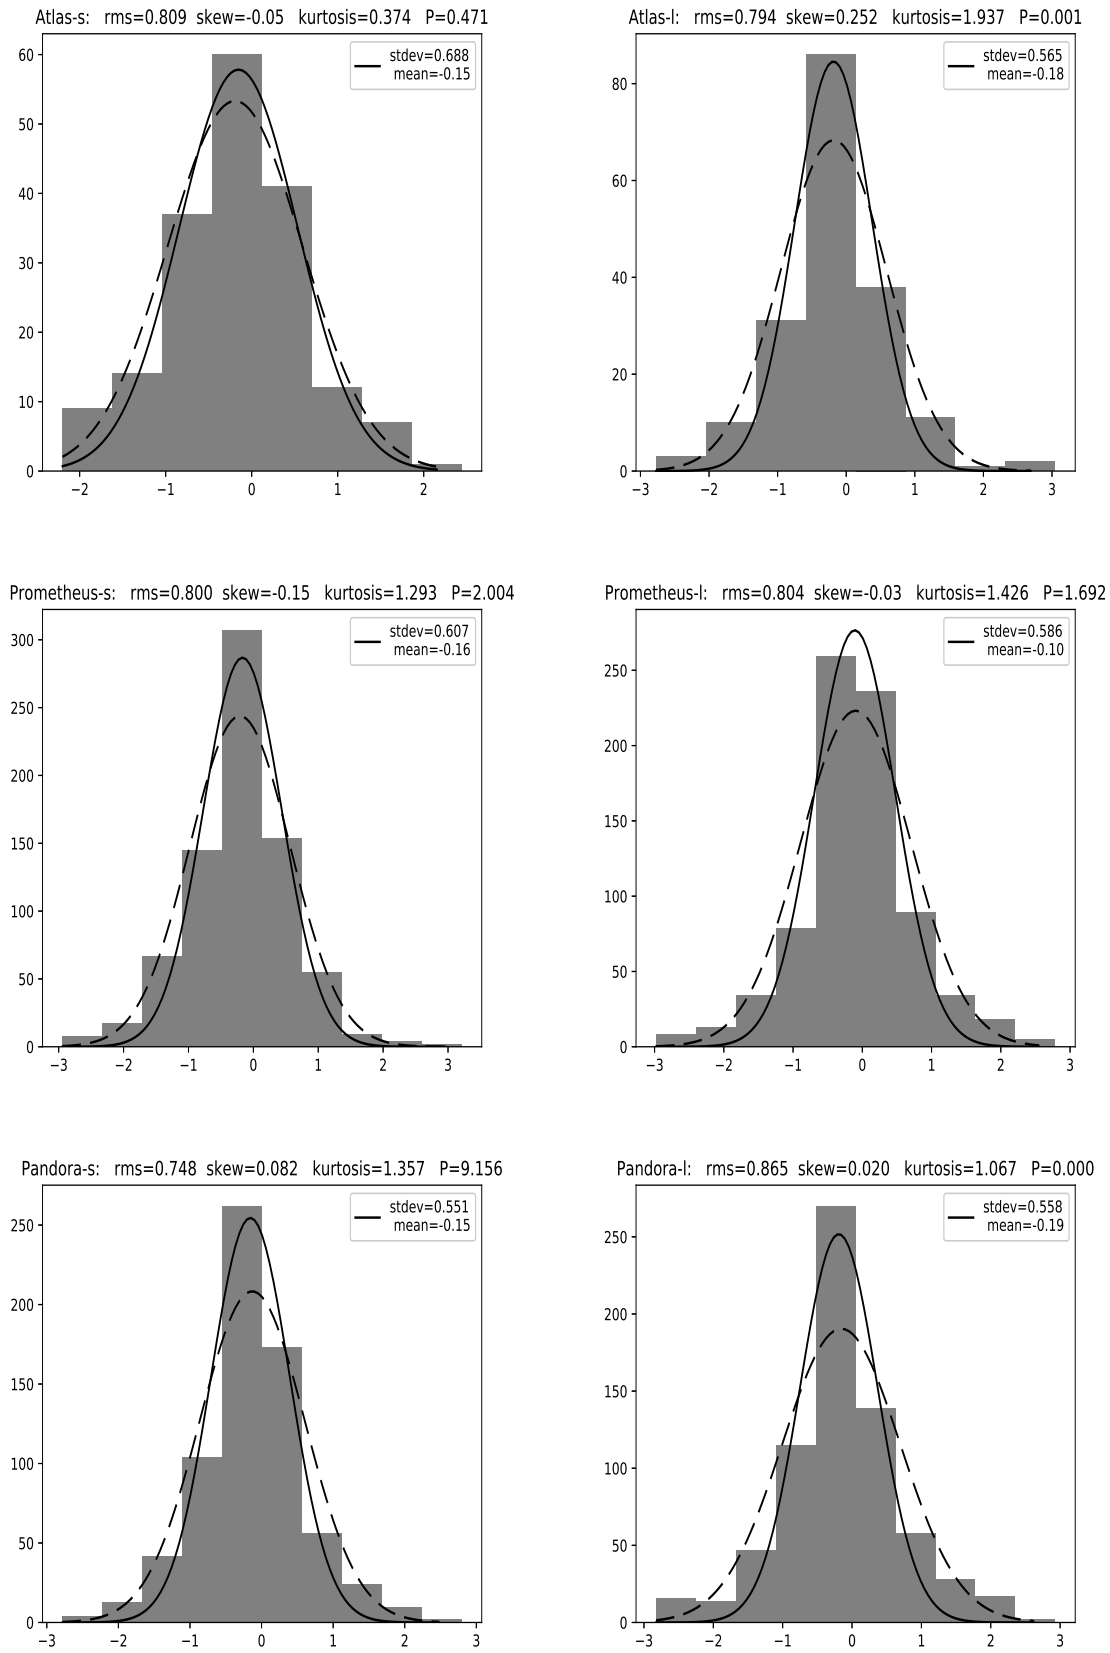 Atlas-s: rms=0.809 skew=-0.05 kurtosis=0.374 P=0.471
stdev=0.688
mean=-0.15
60
50
40
30
20
10
0
−2 −1 0 1 2
Atlas-l: rms=0.794 skew=0.252 kurtosis=1.937 P=0.001
stdev=0.565
mean=-0.18
80
60
40
20
0
−3 −2 −1 0 1 2 3
Prometheus-s: rms=0.800 skew=-0.15 kurtosis=1.293 P=2.004
stdev=0.607
mean=-0.16
300
250
200
150
100
50
0
−3 −2 −1 0 1 2 3
Prometheus-l: rms=0.804 skew=-0.03 kurtosis=1.426 P=1.692
stdev=0.586
mean=-0.10
250
200
150
100
50
0
−3 −2 −1 0 1 2 3
Pandora-s: rms=0.748 skew=0.082 kurtosis=1.357 P=9.156
stdev=0.551
mean=-0.15
250
200
150
100
50
0
−3 −2 −1 0 1 2 3
Pandora-l: rms=0.865 skew=0.020 kurtosis=1.067 P=0.000
stdev=0.558
mean=-0.19
250
200
150
100
50
0
−3 −2 −1 0 1 2 3